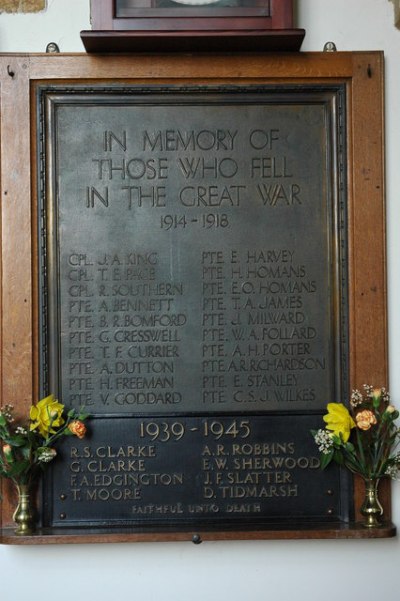 IN MEMORY OF
THOSE WHO FELL
IN THE GREAT WAR
1914-1918
CPL. J. A. KING
CPL. T. E. PACE
CPL. R. SOUTHERN
PTE. A. BENNETT
PTE. B. R. BOMFORD
PTE. G. CRESSWELL
PTE. T. F. CURRIER
PTE. A. DUTTON
PTE. H. FREEMAN
PTE. V. GODDARD
PTE. E. HARVEY
PTE. H. HOMANS
PTE. E. O. HOMANS
PTE. T. A. JAMES
PTE. J. MILWARD
PTE. W. A. POLLARD
PTE. A. H. PORTER
PTE. A. R. RICHARDSON
PTE. E. STANLEY
PTE. C. S. J. WILKES
1939-1945
R. S. CLARKE
G. CLARKE
F. A. EDGINGTON
T. MOORE
A. R. ROBBINS
E. W. SHERWOOD
J. F. SLATTER
D. TIDMARSH
FAITHFUL UNTO DEATH